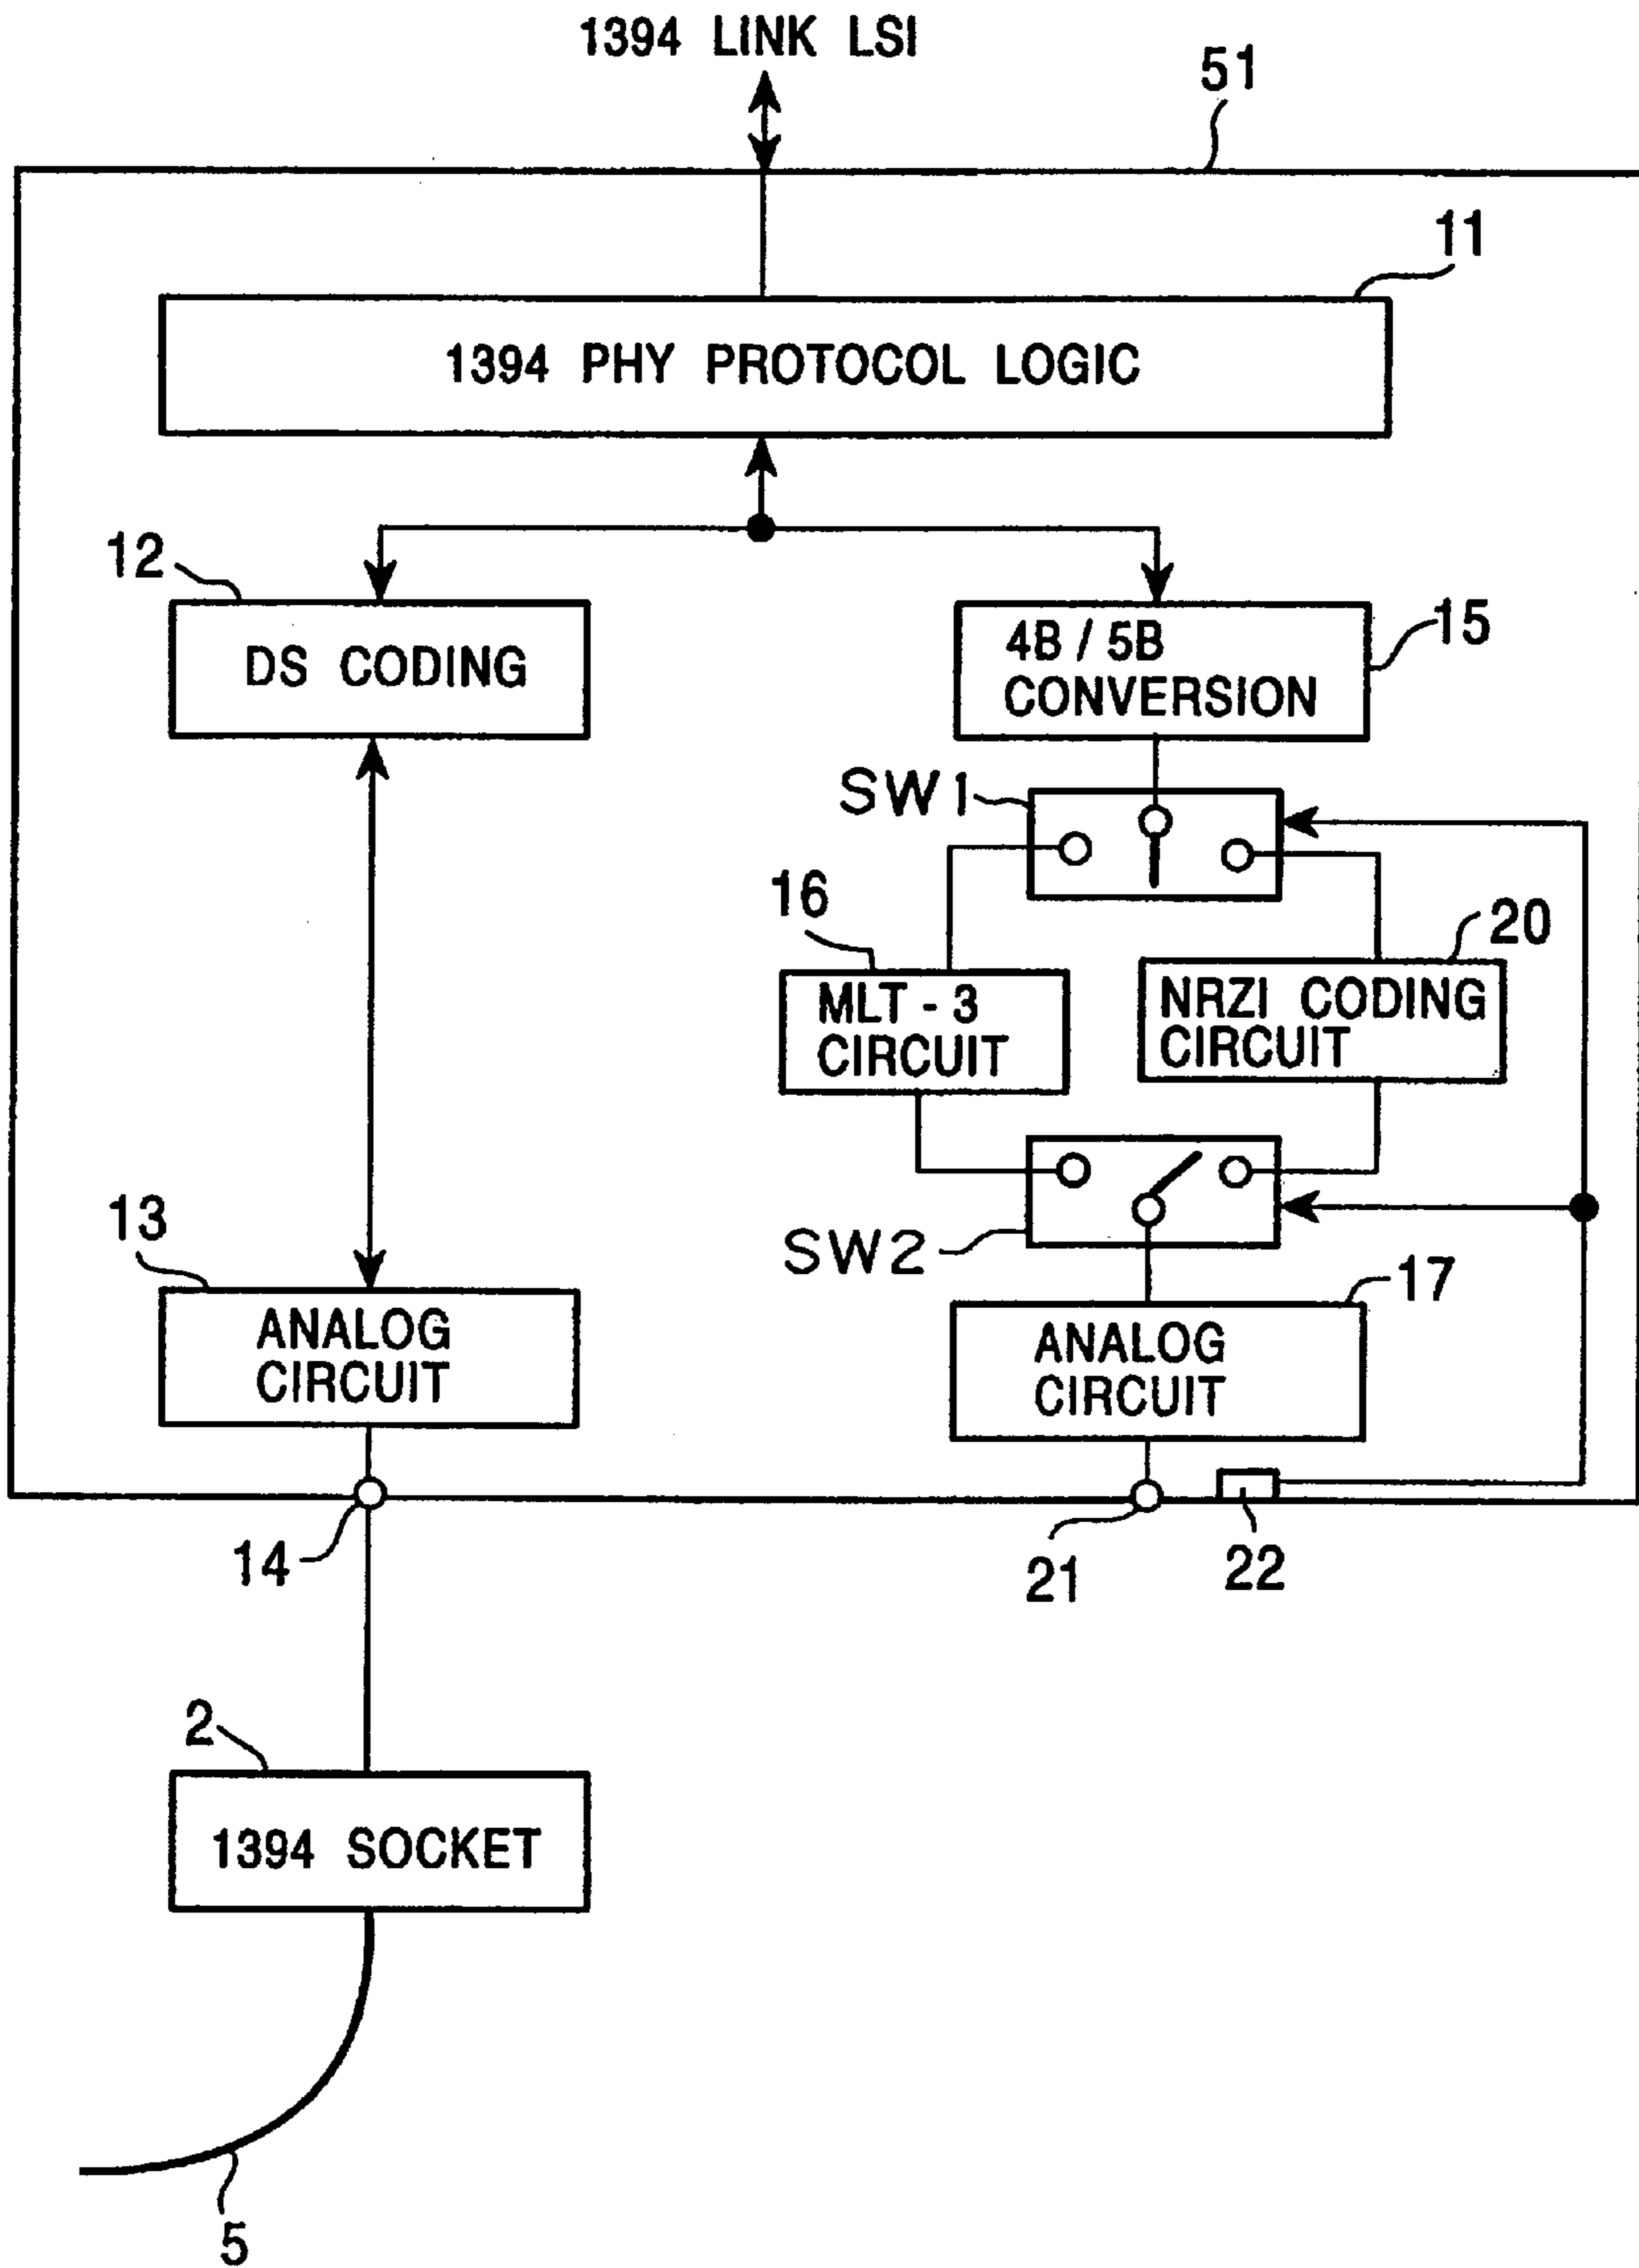 1394 LINK LSI
51
11
1394 PHY PROTOCOL LOGIC
12
DS CODING
4B / 5B
CONVERSION
15
SW1
16
20
MLT - 3
CIRCUIT
NRZI CODING
CIRCUIT
13
SW2
17
ANALOG
CIRCUIT
ANALOG
CIRCUIT
14
21
22
2
1394 SOCKET
5